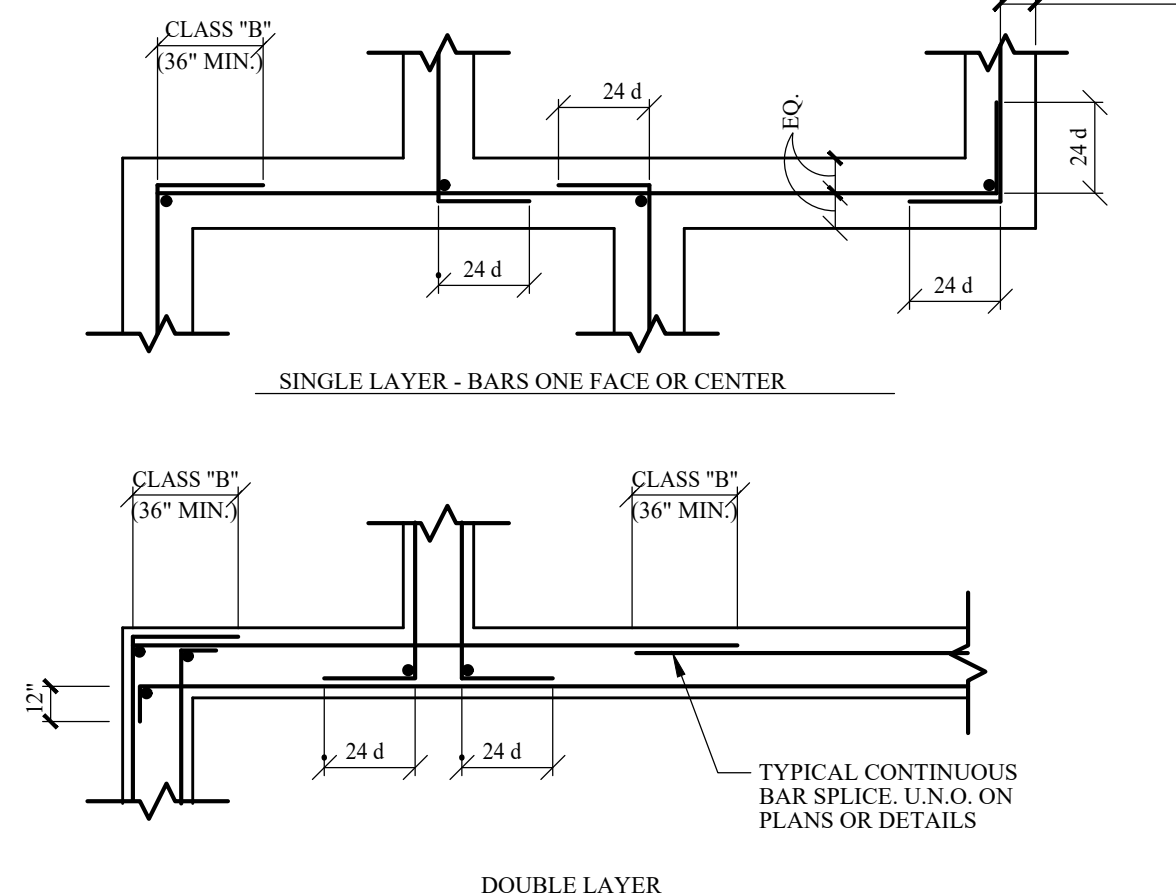 CLASS "B"
(36" MIN.)
24 d
EQ.
24 d
24 d
24 d
SINGLE LAYER - BARS ONE FACE OR CENTER
CLASS "B"
(36" MIN.)
CLASS "B"
(36" MIN.)
12"
24 d
24 d
TYPICAL CONTINUOUS
BAR SPLICE. U.N.O. ON
PLANS OR DETAILS
DOUBLE LAYER